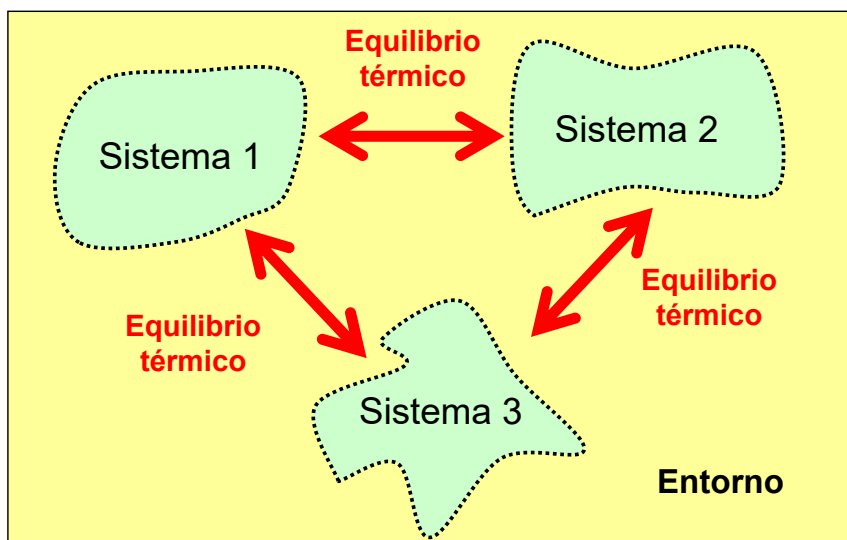 Equilibrio
térmico
Sistema 1
Sistema 2
Equilibrio
térmico
Equilibrio
térmico
Sistema 3
Entorno